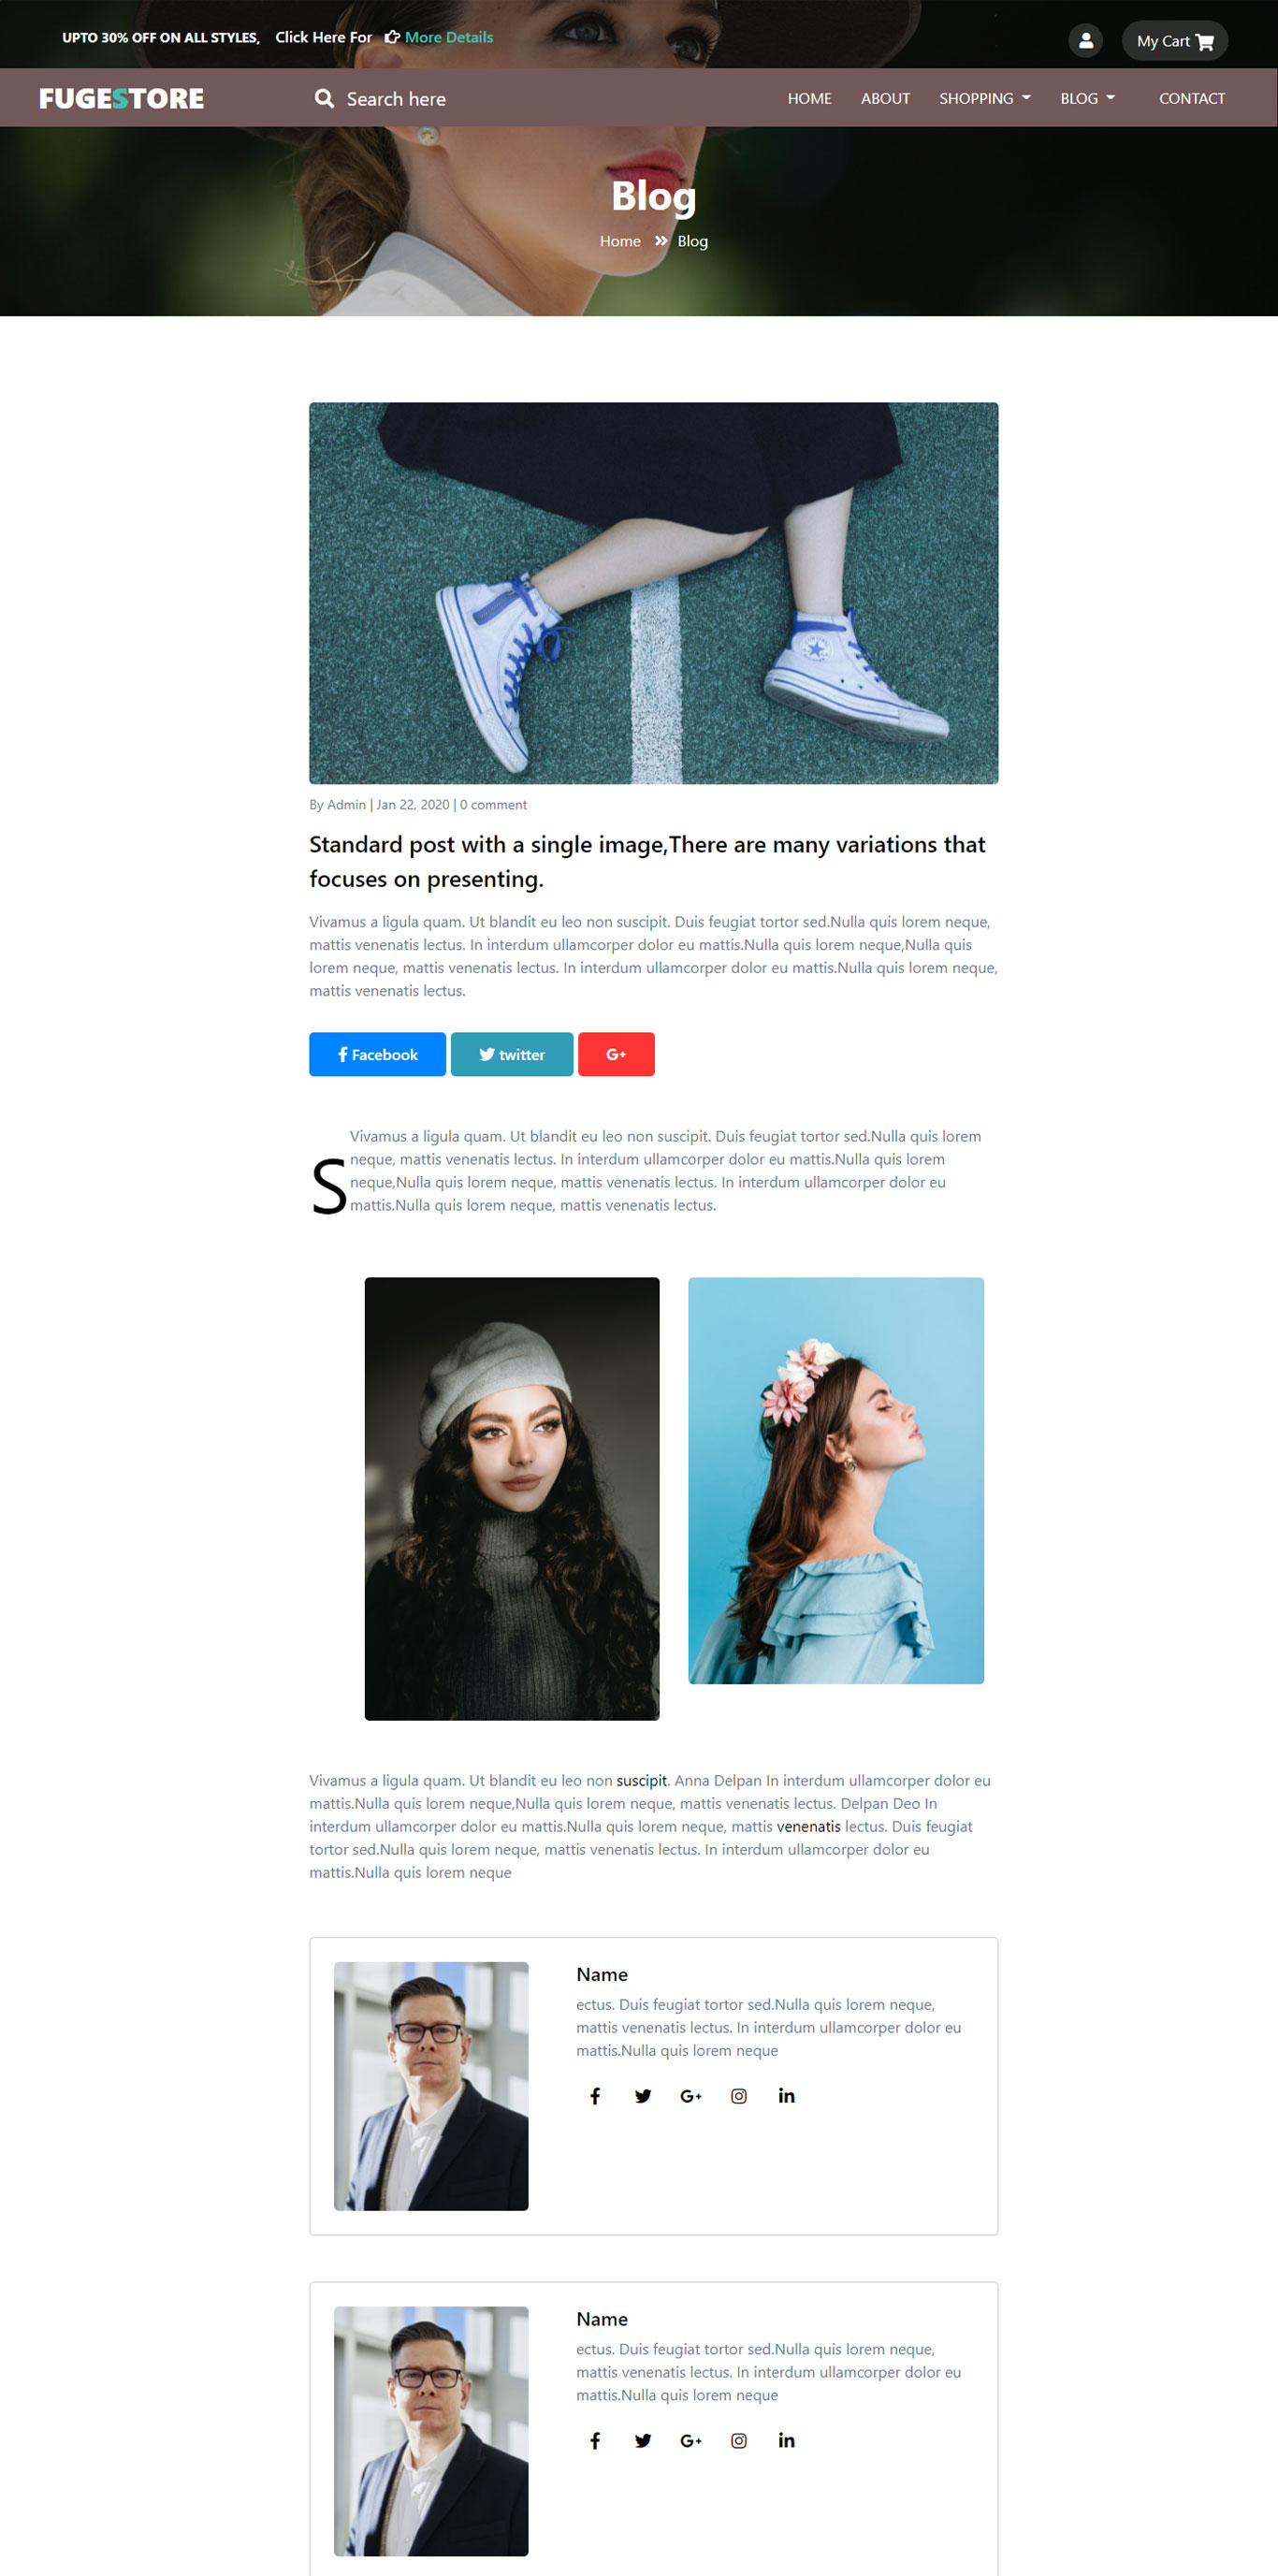 UPTO 30% OFF ON ALL STYLES, Click Here For More Details
My Cart
FUGESTORE
Search here
HOME ABOUT SHOPPING BLOG CONTACT
Blog
Home » Blog
By Admin | Jan 22, 2020 | 0 comment
Standard post with a single image,There are many variations that
focuses on presenting.
Vivamus a ligula quam. Ut blandit eu leo non suscipit. Duis feugiat tortor sed.Nulla quis lorem neque,
mattis venenatis lectus. In interdum ullamcorper dolor eu mattis.Nulla quis lorem neque,Nulla quis
lorem neque, mattis venenatis lectus. In interdum ullamcorper dolor eu mattis.Nulla quis lorem neque,
mattis venenatis lectus.
Facebook twitter G+
S
Vivamus a ligula quam. Ut blandit eu leo non suscipit. Duis feugiat tortor sed.Nulla quis lorem
neque, mattis venenatis lectus. In interdum ullamcorper dolor eu mattis.Nulla quis lorem
neque,Nulla quis lorem neque, mattis venenatis lectus. In interdum ullamcorper dolor eu
mattis.Nulla quis lorem neque, mattis venenatis lectus.
Vivamus a ligula quam. Ut blandit eu leo non suscipit. Anna Delpan In interdum ullamcorper dolor eu
mattis.Nulla quis lorem neque,Nulla quis lorem neque, mattis venenatis lectus. Delpan Deo In
interdum ullamcorper dolor eu mattis.Nulla quis lorem neque, mattis venenatis lectus. Duis feugiat
tortor sed.Nulla quis lorem neque, mattis venenatis lectus. In interdum ullamcorper dolor eu
mattis.Nulla quis lorem neque
Name
ectus. Duis feugiat tortor sed.Nulla quis lorem neque,
mattis venenatis lectus. In interdum ullamcorper dolor eu
mattis.Nulla quis lorem neque
G+ in
Name
ectus. Duis feugiat tortor sed.Nulla quis lorem neque,
mattis venenatis lectus. In interdum ullamcorper dolor eu
mattis.Nulla quis lorem neque
G+ in